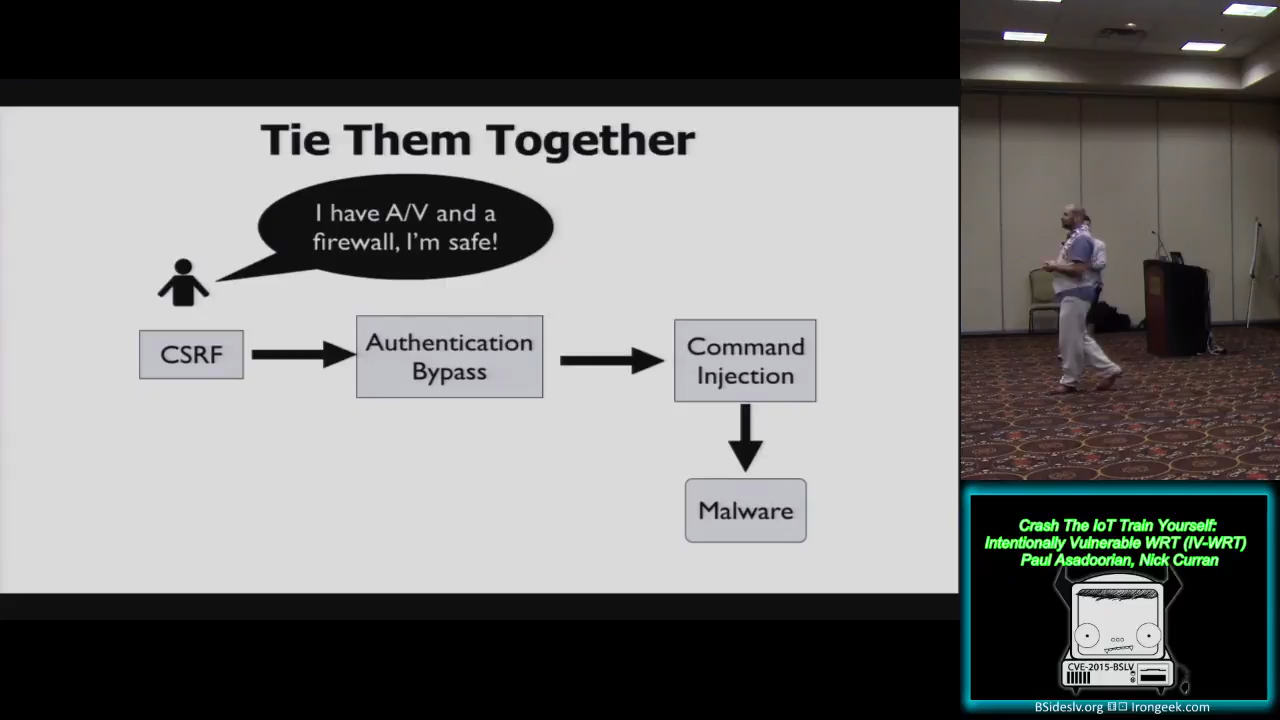 Tie Them Together
I have A/V and a
firewall, I'm safe!
CSRF
Authentication
Bypass
Command
Injection
Malware
Crash The IoT Train Yourself:
Intentionally Vulnerable WRT (IV-WRT)
Paul Asadoorian, Nick Curran
CVE-2015-BSLV
BSideslv.org
Irongeek.com